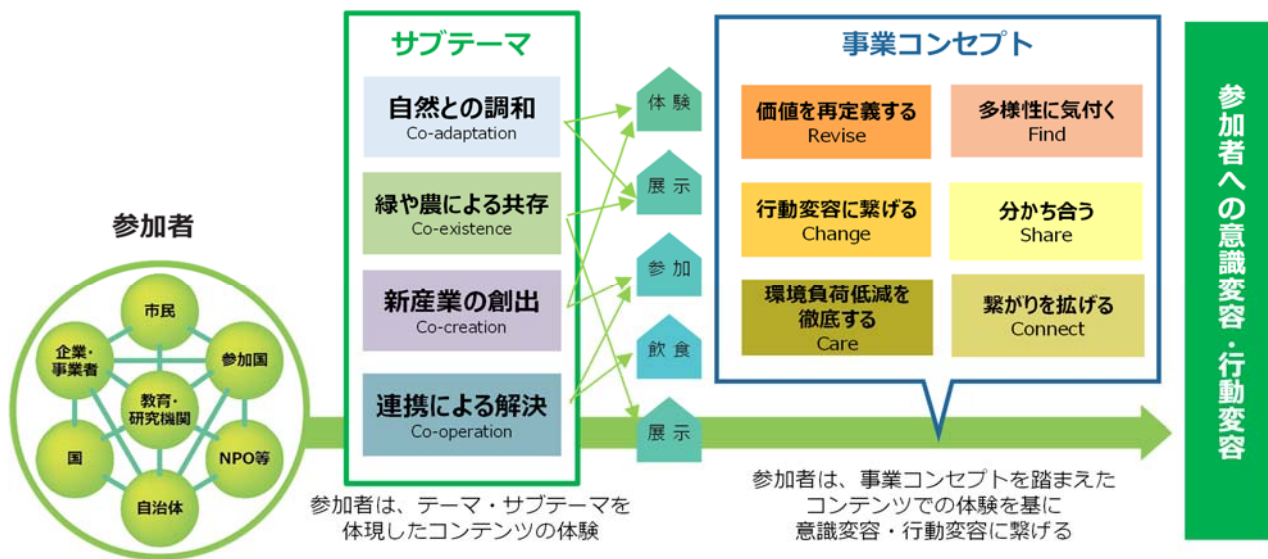 参加者
市民
企業・
事業者
参加国
教育・
研究機関
国
NPO等
自治体
サブテーマ
自然との調和
Co-adaptation
緑や農による共存
Co-existence
新産業の創出
Co-creation
連携による解決
Co-operation
参加者は、テーマ・サブテーマを
体現したコンテンツの体験
体験
展示
参加
飲食
展示
事業コンセプト
価値を再定義する
Revise
多様性に気付く
Find
行動変容に繋げる
Change
分かち合う
Share
環境負荷低減を
徹底する
Care
繋がりを拡げる
Connect
参加者は、事業コンセプトを踏まえた
コンテンツでの体験を基に
意識変容・行動変容に繋げる
参加者への意識変容・行動変容